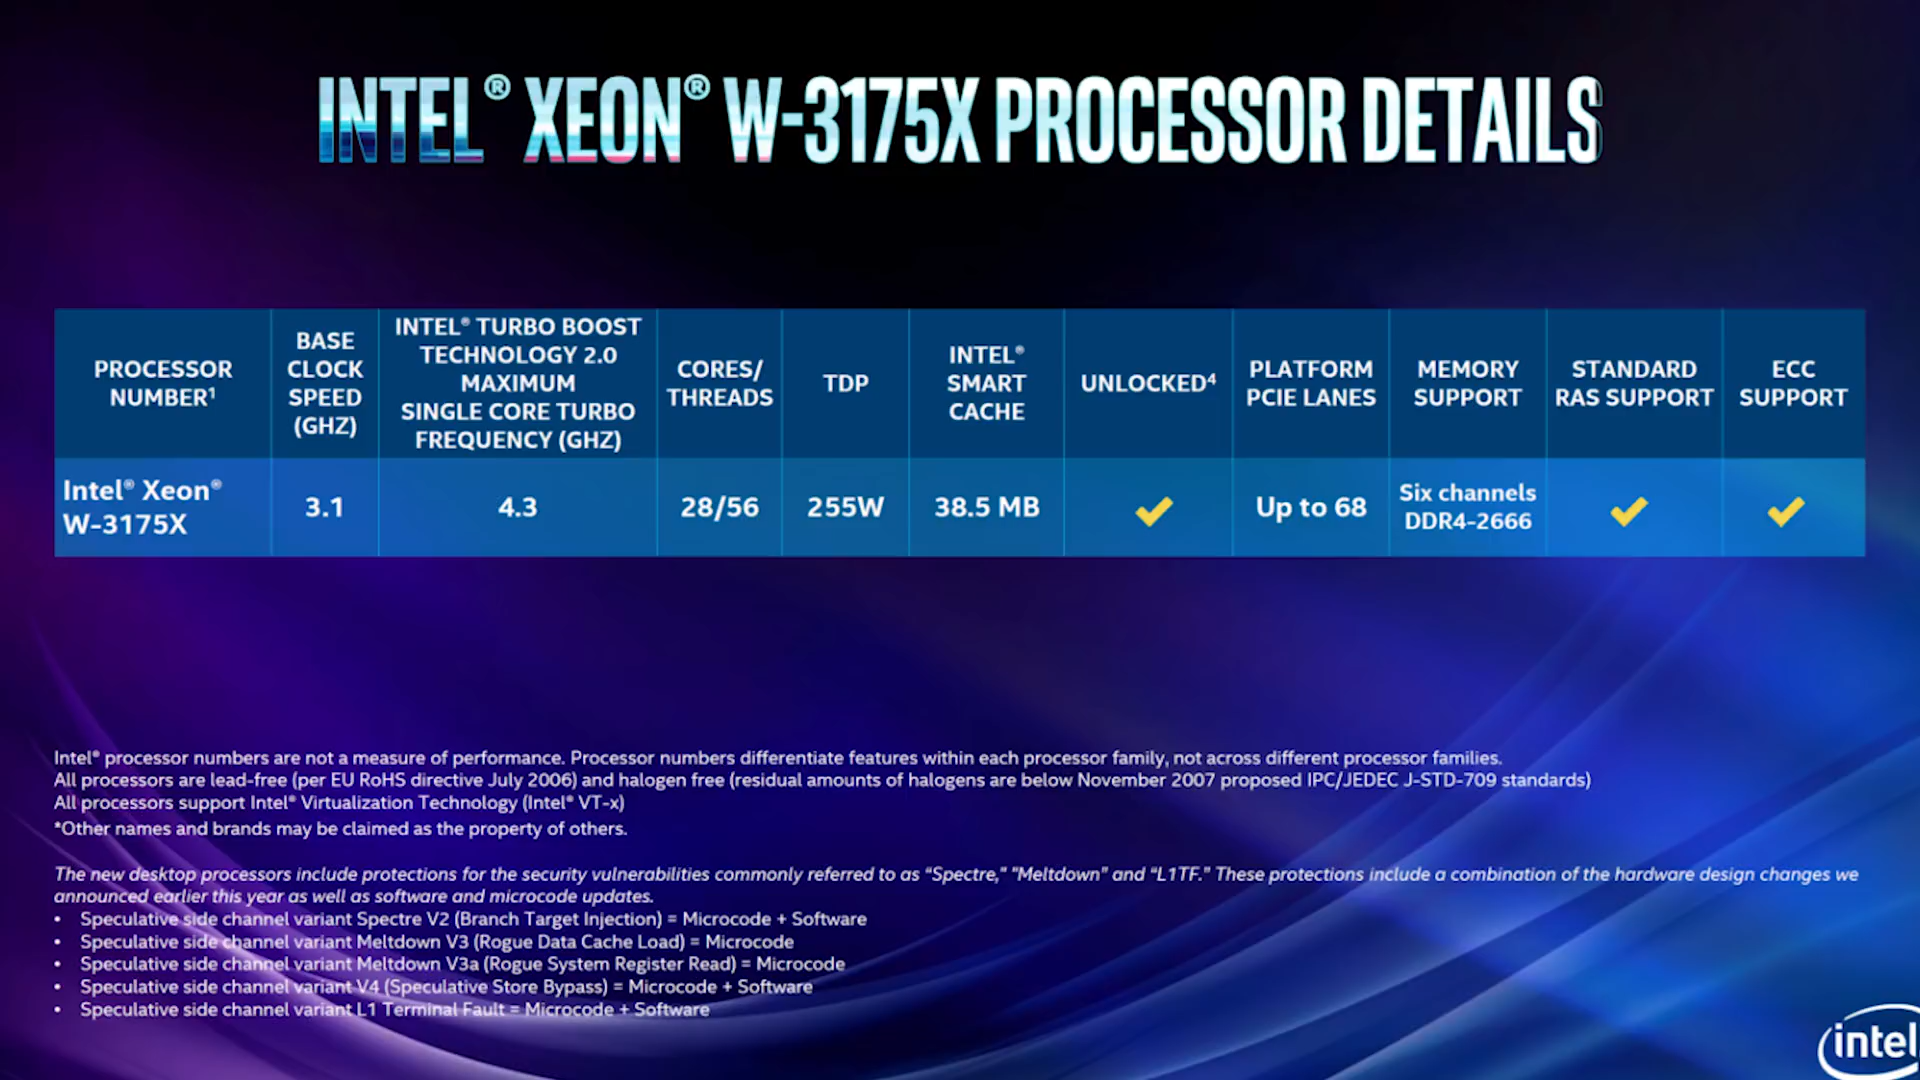 INTEL® XEON® W-3175X PROCESSOR DETAILS
PROCESSOR
NUMBER¹
BASE
CLOCK
SPEED
(GHZ)
INTEL® TURBO BOOST
TECHNOLOGY 2.0
MAXIMUM
SINGLE CORE TURBO
FREQUENCY (GHZ)
CORES/
THREADS
TDP
INTEL®
SMART
CACHE
UNLOCKED⁴
PLATFORM
PCIE LANES
MEMORY
SUPPORT
STANDARD
RAS SUPPORT
ECC
SUPPORT
Intel® Xeon®
W-3175X
3.1
4.3
28/56
255W
38.5 MB
Up to 68
Six channels
DDR4-2666
Intel® processor numbers are not a measure of performance. Processor numbers differentiate features within each processor family, not across different processor families.
All processors are lead-free (per EU RoHS directive July 2006) and halogen free (residual amounts of halogens are below November 2007 proposed IPC/JEDEC J-STD-709 standards)
All processors support Intel® Virtualization Technology (Intel® VT-x)
*Other names and brands may be claimed as the property of others.
The new desktop processors include protections for the security vulnerabilities commonly referred to as “Spectre,” “Meltdown” and “L1TF.” These protections include a combination of the hardware design changes we
announced earlier this year as well as software and microcode updates.
• Speculative side channel variant Spectre V2 (Branch Target Injection) = Microcode + Software
• Speculative side channel variant Meltdown V3 (Rogue Data Cache Load) = Microcode
• Speculative side channel variant Meltdown V3a (Rogue System Register Read) = Microcode
• Speculative side channel variant V4 (Speculative Store Bypass) = Microcode + Software
• Speculative side channel variant L1 Terminal Fault = Microcode + Software
intel